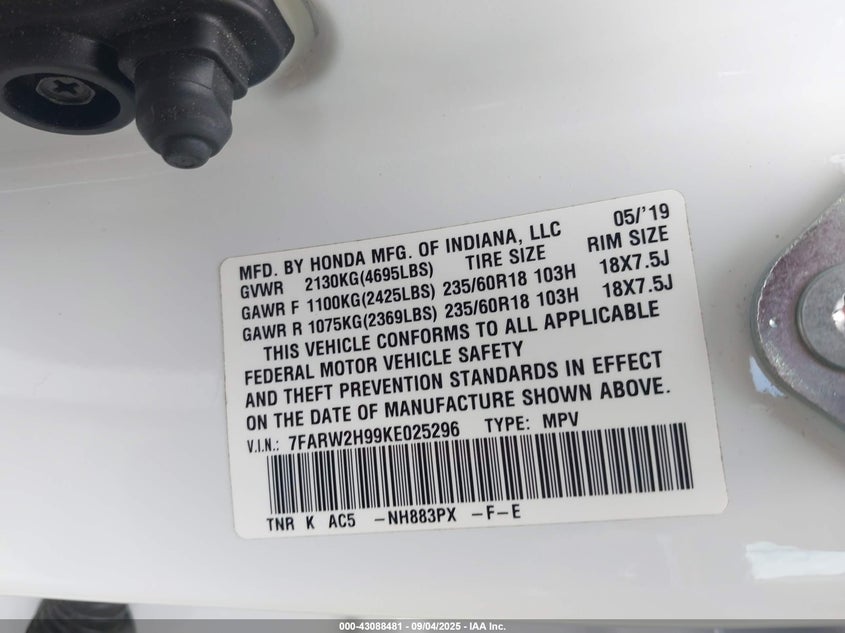 MFD. BY HONDA MFG. OF INDIANA, LLC 05/'19
GVWR 2130KG(4695LBS) TIRE SIZE RIM SIZE
GAWR F 1100KG(2425LBS) 235/60R18 103H 18X7.5J
GAWR R 1075KG(2369LBS) 235/60R18 103H 18X7.5J
THIS VEHICLE CONFORMS TO ALL APPLICABLE
FEDERAL MOTOR VEHICLE SAFETY
AND THEFT PREVENTION STANDARDS IN EFFECT
ON THE DATE OF MANUFACTURE SHOWN ABOVE.
V.I.N.: 7FARW2H99KE025296 TYPE: MPV
TNR K AC5 -NH883PX -F-E
000-43088481 - 09/04/2025 - IAA Inc.